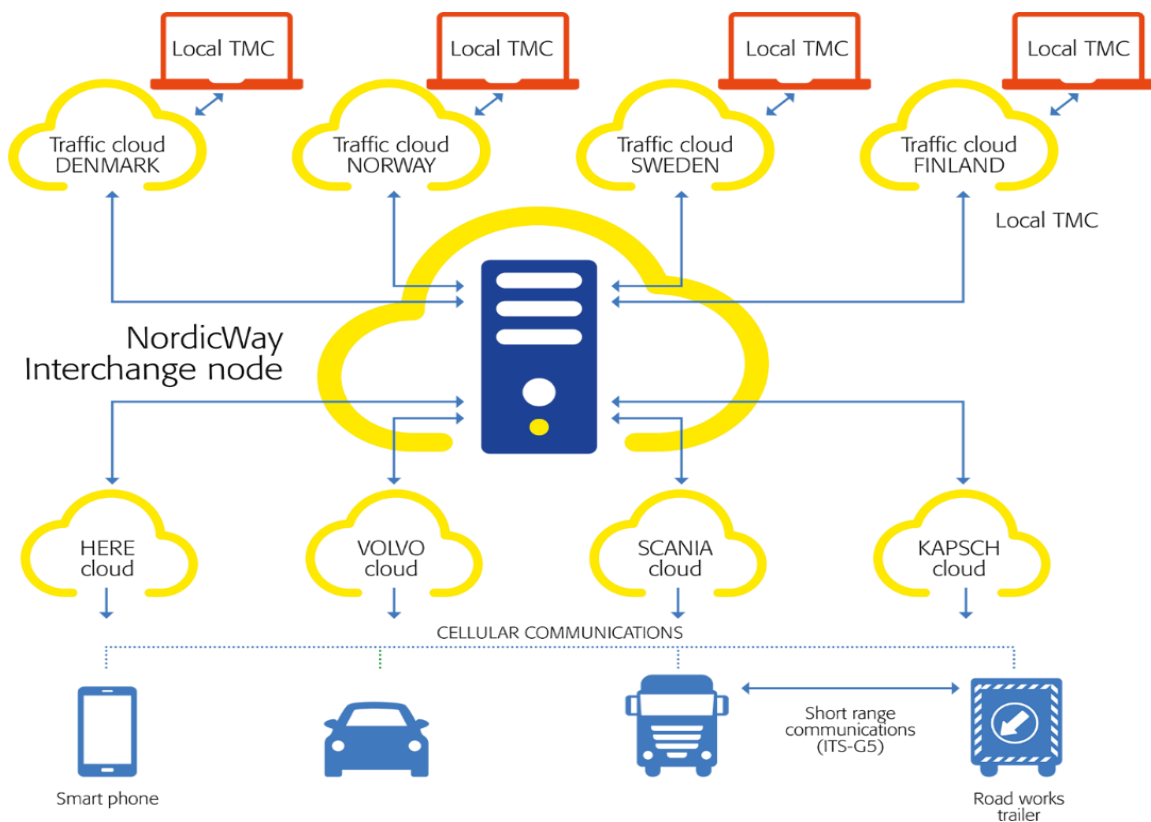 Local TMC
Local TMC
Local TMC
Local TMC
Traffic cloud
DENMARK
Traffic cloud
NORWAY
Traffic cloud
SWEDEN
Traffic cloud
FINLAND
Local TMC
NordicWay
Interchange node
HERE
cloud
VOLVO
cloud
SCANIA
cloud
KAPSCH
cloud
CELLULAR COMMUNICATIONS
Short range
communications
(ITS-G5)
Smart phone
Road works
trailer